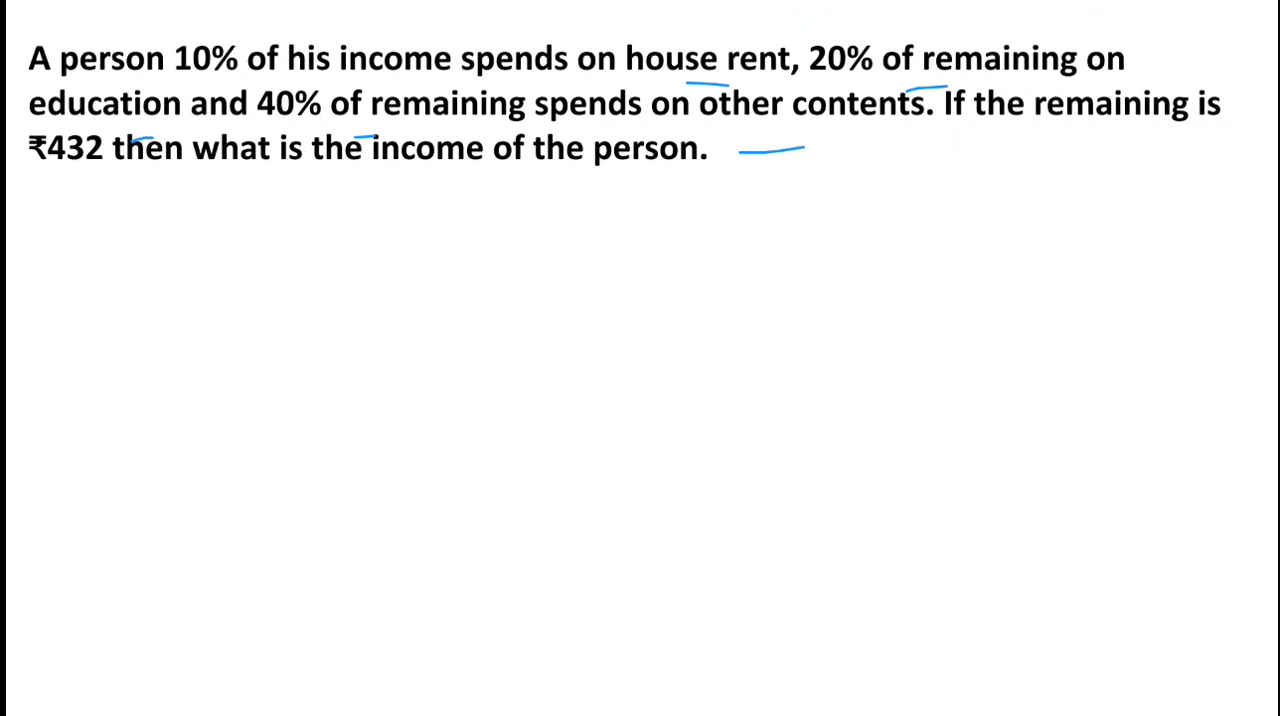 A person 10% of his income spends on house rent, 20% of remaining on
education and 40% of remaining spends on other contents. If the remaining is
₹432 then what is the income of the person.